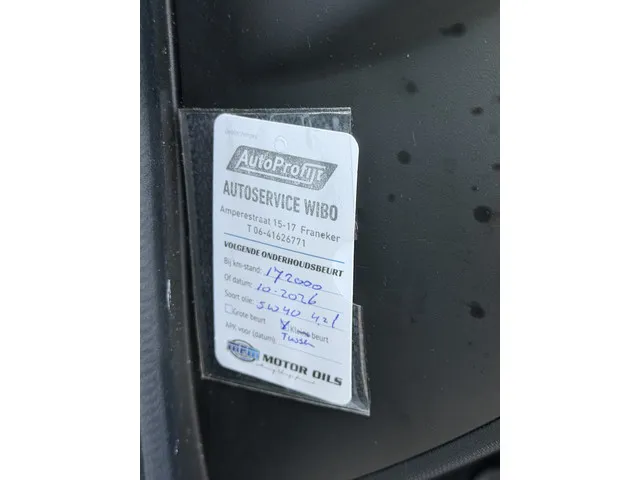 AutoProfijt
AUTOSERVICE WIBO
Amperestraat 15-17 Franeker
T 06-41626771
VOLGENDE ONDERHOUDSBEURT
Bij km-stand: 172000
Of datum: 10-2026
Soort olie: 5W40 4,2l
Grote beurt Kleine beurt
APK voor (datum): Tussen
MOTOR OILS